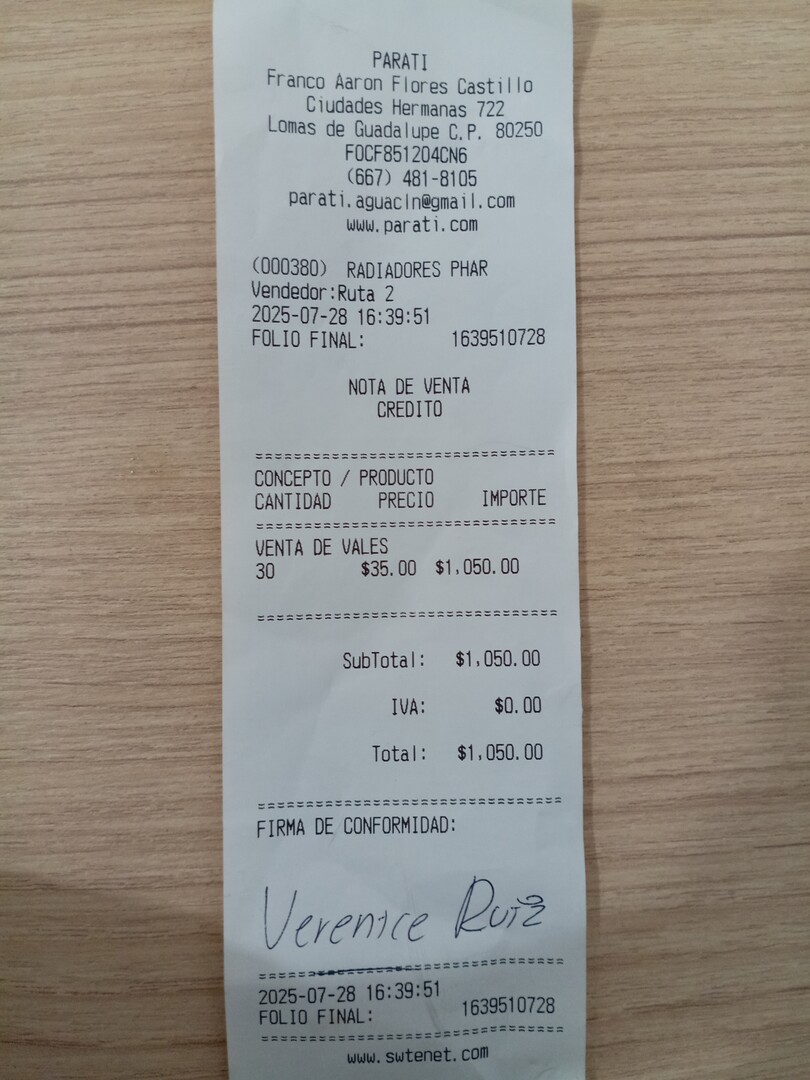 PARATI
Franco Aaron Flores Castillo
Ciudades Hermanas 722
Lomas de Guadalupe C.P. 80250
FOCF851204CN6
(667) 481-8105
parati.aguacln@gmail.com
www.parati.com
(000380) RADIADORES PHAR
Vendedor:Ruta 2
2025-07-28 16:39:51
FOLIO FINAL: 1639510728
NOTA DE VENTA
CREDITO
==============================
CONCEPTO / PRODUCTO
CANTIDAD PRECIO IMPORTE
==============================
VENTA DE VALES
30 $35.00 $1,050.00
==============================
SubTotal: $1,050.00
IVA: $0.00
Total: $1,050.00
==============================
FIRMA DE CONFORMIDAD:
Verenice Ruiz
==============================
2025-07-28 16:39:51
FOLIO FINAL: 1639510728
==============================
www.swtenet.com